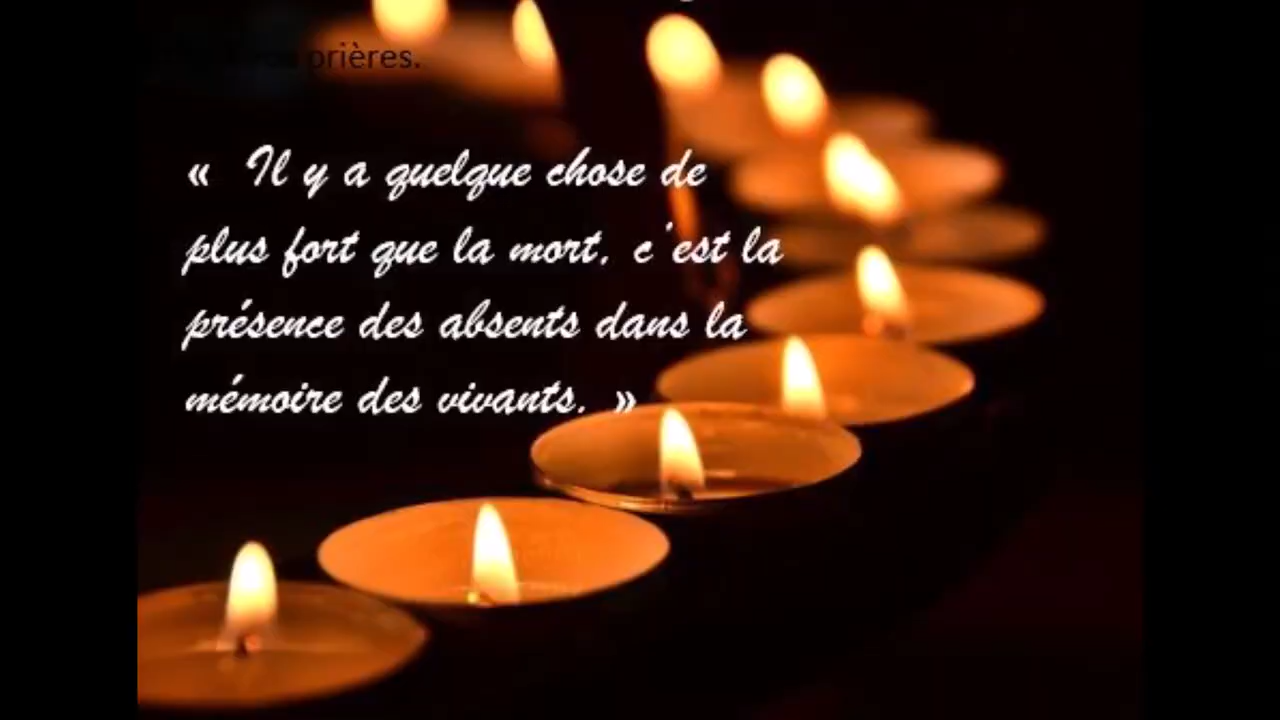 prières.
«  Il y a quelque chose de
plus fort que la mort, c'est la
présence des absents dans la
mémoire des vivants. »